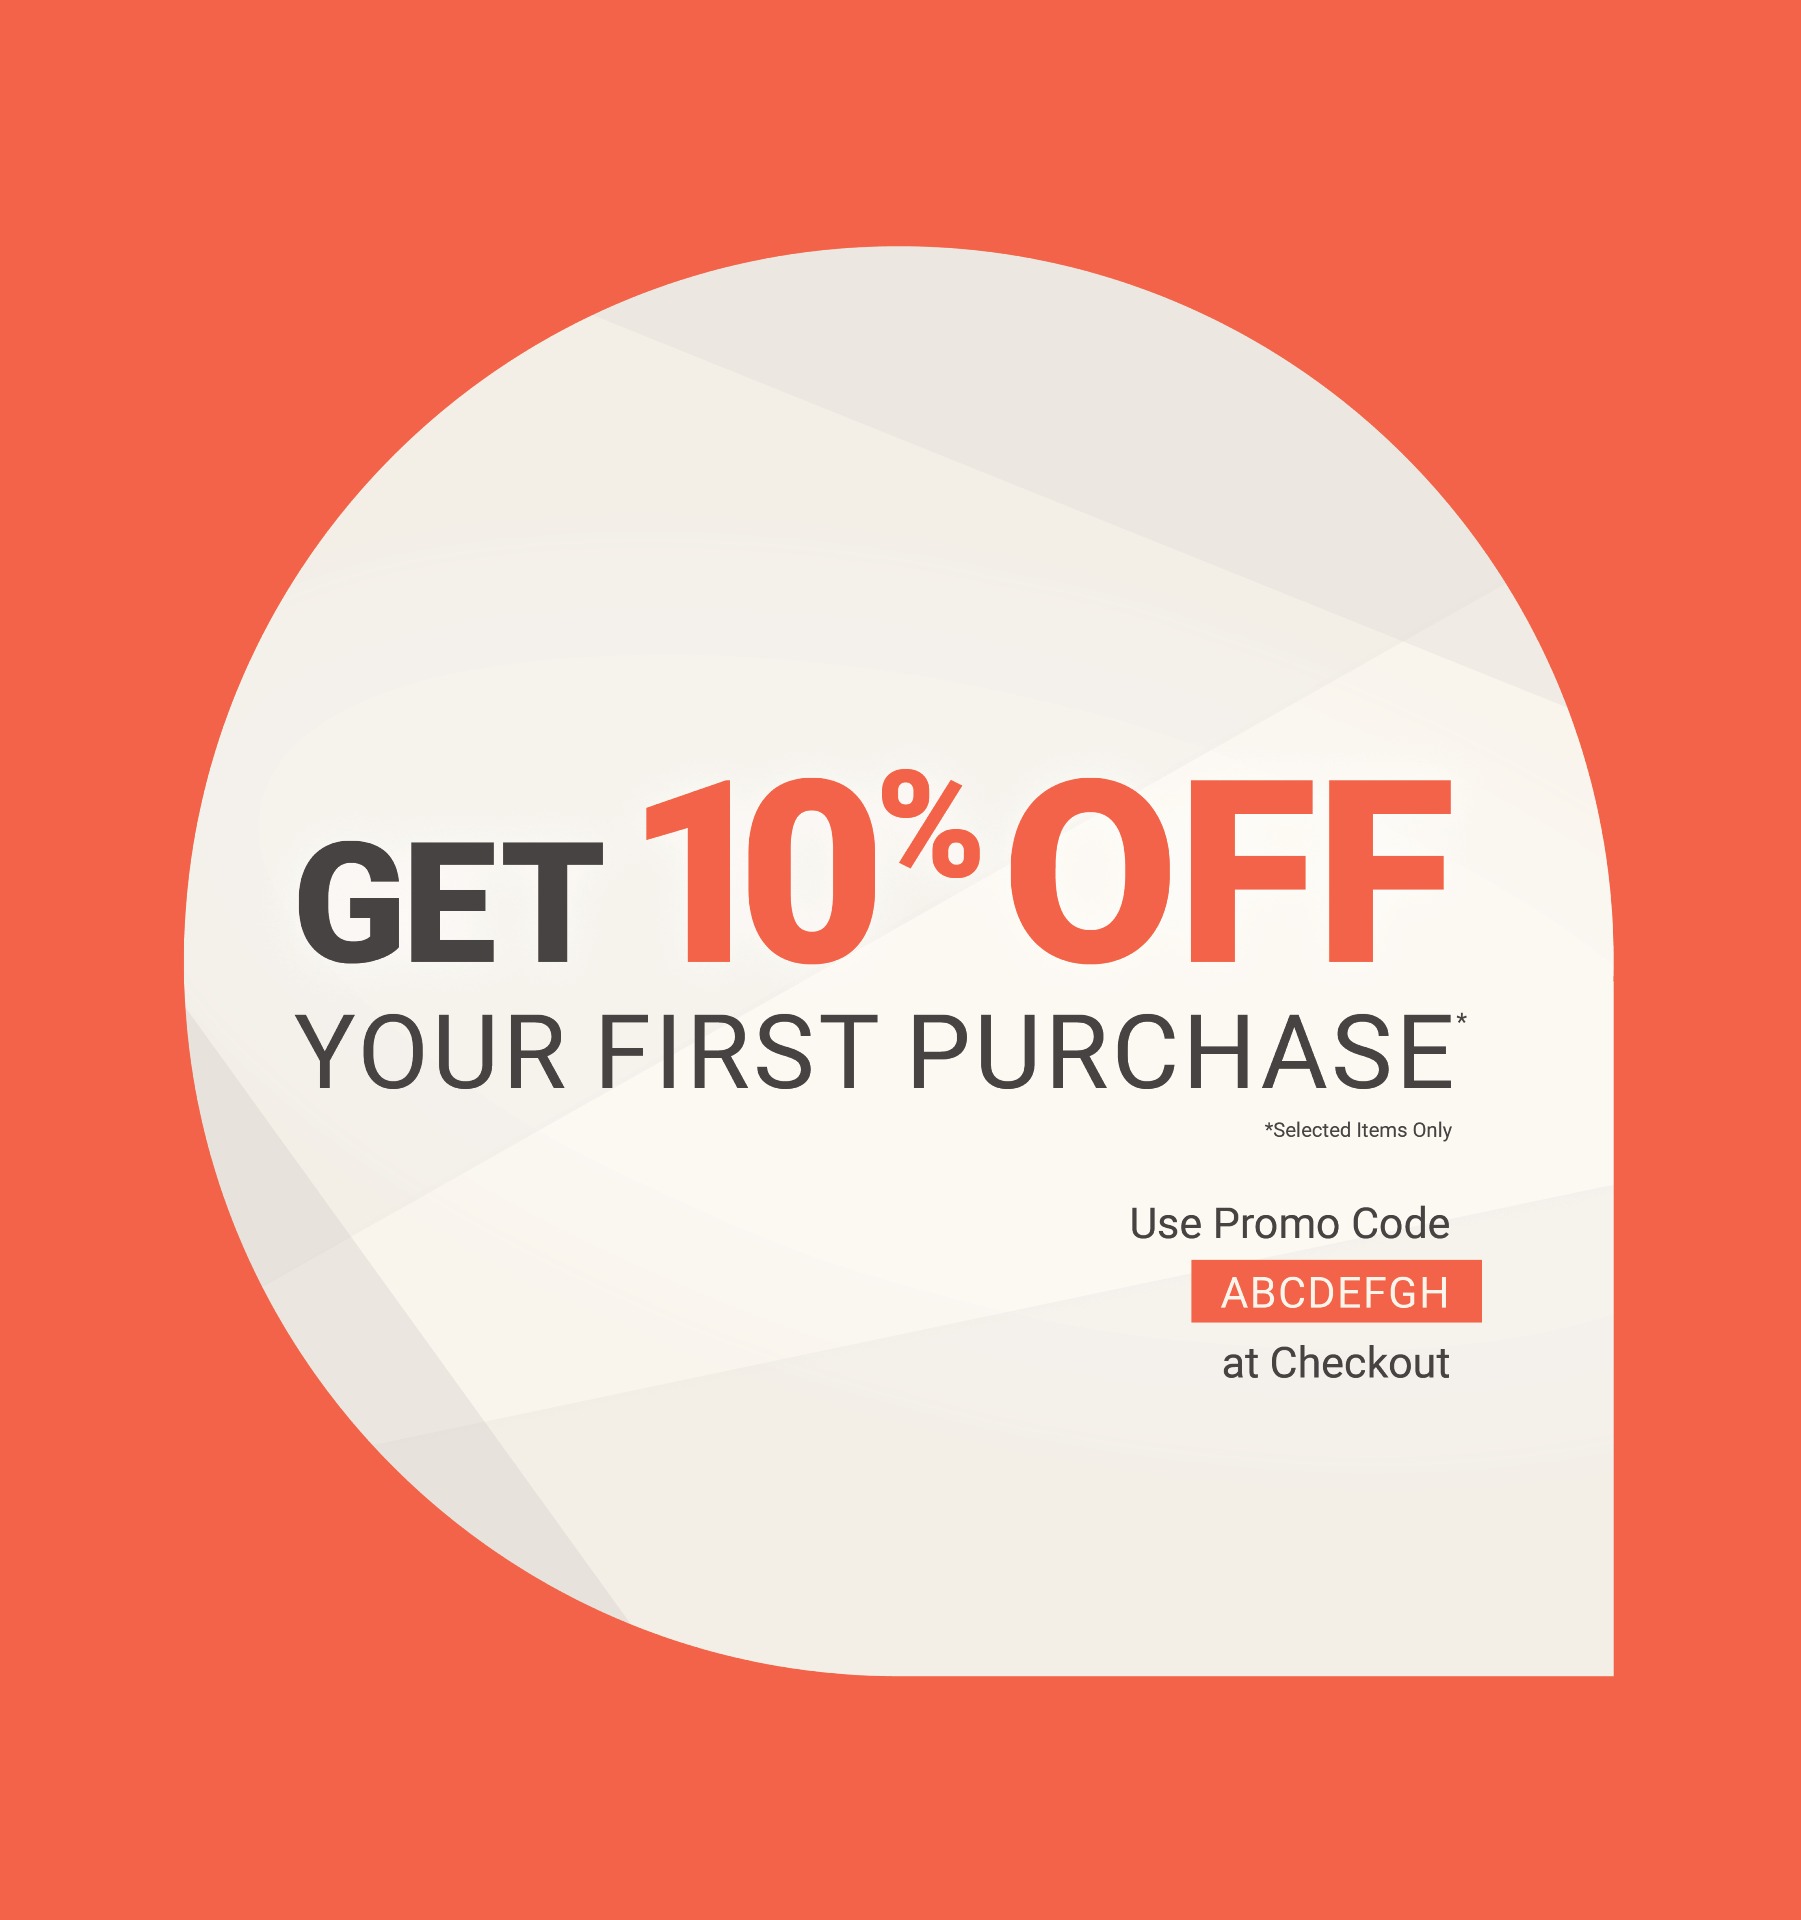 GET 10% OFF
YOUR FIRST PURCHASE*
*Selected Items Only
Use Promo Code
ABCDEFGH
at Checkout